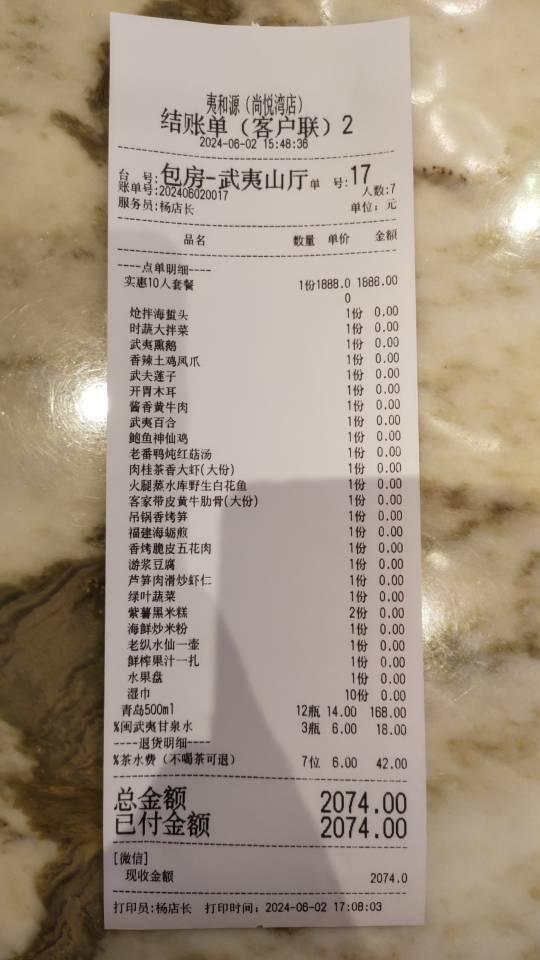 夷和源（尚悦湾店）
结账单（客户联）2
2024-06-02 15:48:36
台 号:包房-武夷山厅 单 号:17
账单号:202406020017 人数:7
服务员:杨店长 单位: 元
品名 数量 单价 金额
----点单明细----
实惠10人套餐 1份1888.0 1888.00
0
炝拌海蜇头 1份 0.00
时蔬大拌菜 1份 0.00
武夷熏鹅 1份 0.00
香辣土鸡凤爪 1份 0.00
武夫莲子 1份 0.00
开胃木耳 1份 0.00
酱香黄牛肉 1份 0.00
武夷百合 1份 0.00
鲍鱼神仙鸡 1份 0.00
老番鸭炖红菇汤 1份 0.00
肉桂茶香大虾(大份) 1份 0.00
火腿蒸水库野生白花鱼 1份 0.00
客家带皮黄牛肋骨(大份) 1份 0.00
吊锅香烤笋 1份 0.00
福建海蛎煎 1份 0.00
香烤脆皮五花肉 1份 0.00
游浆豆腐 1份 0.00
芦笋肉滑炒虾仁 1份 0.00
绿叶蔬菜 1份 0.00
紫薯黑米糕 2份 0.00
海鲜炒米粉 1份 0.00
老纵水仙一壶 1份 0.00
鲜榨果汁一扎 1份 0.00
水果盘 1份 0.00
湿巾 10份 0.00
青岛500ml 12瓶 14.00 168.00
%闽武夷甘泉水 3瓶 6.00 18.00
----退货明细----
%茶水费（不喝茶可退） 7位 6.00 42.00
总金额 2074.00
已付金额 2074.00
[微信]
现收金额 2074.0
打印员:杨店长 打印时间: 2024-06-02 17:08:03